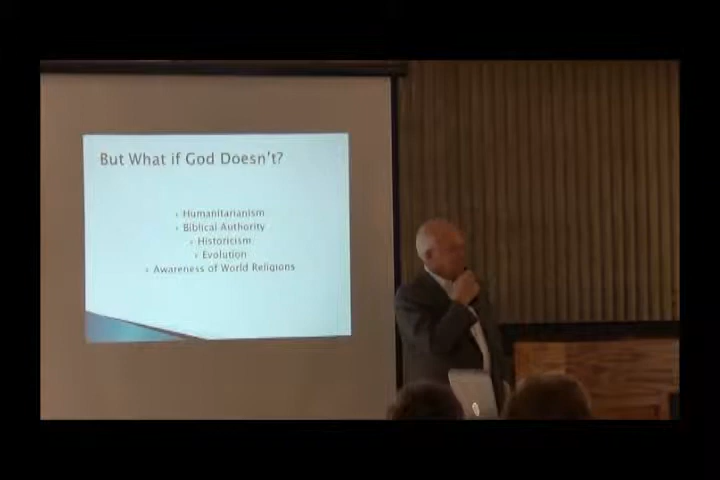 But What if God Doesn't?
› Humanitarianism
› Biblical Authority
› Historicism
› Evolution
› Awareness of World Religions